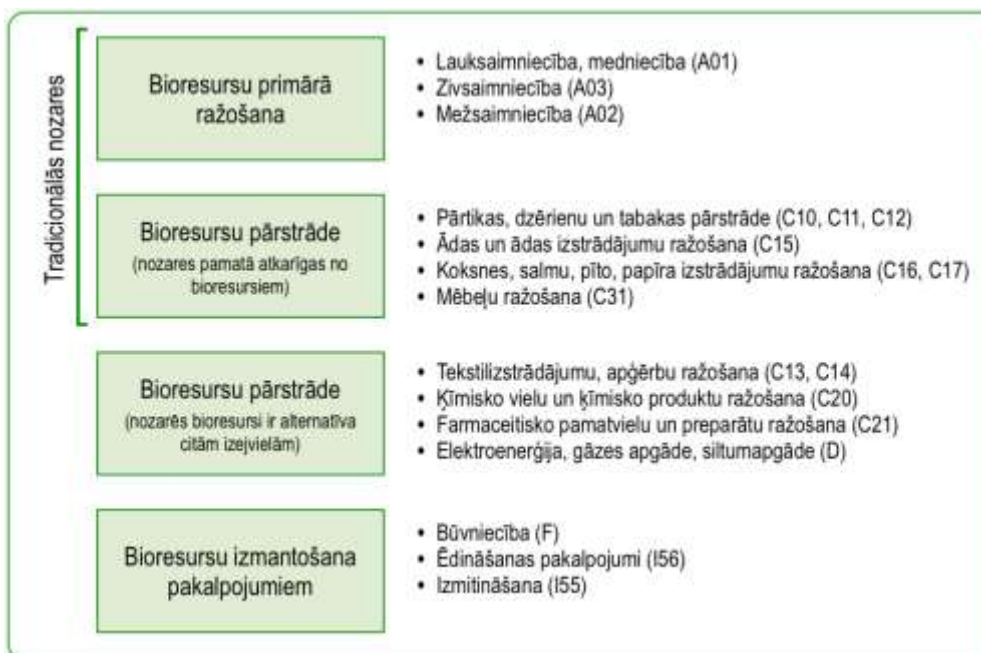 Tradicionālās nozares
Bioresursu primārā
ražošana
• Lauksaimniecība, medniecība (A01)
• Zivsaimniecība (A03)
• Mežsaimniecība (A02)
Bioresursu pārstrāde
(nozares pamatā atkarīgas no
bioresursiem)
• Pārtikas, dzērienu un tabakas pārstrāde (C10, C11, C12)
• Ādas un ādas izstrādājumu ražošana (C15)
• Koksnes, salmu, pīto, papīra izstrādājumu ražošana (C16, C17)
• Mēbeļu ražošana (C31)
Bioresursu pārstrāde
(nozarēs bioresursi ir alternatīva
citām izejvielām)
• Tekstilizstrādājumu, apģērbu ražošana (C13, C14)
• Ķīmisko vielu un ķīmisko produktu ražošana (C20)
• Farmaceitisko pamatvielu un preparātu ražošana (C21)
• Elektroenerģija, gāzes apgāde, siltumapgāde (D)
Bioresursu izmantošana
pakalpojumiem
• Būvniecība (F)
• Ēdināšanas pakalpojumi (I56)
• Izmitināšana (I55)